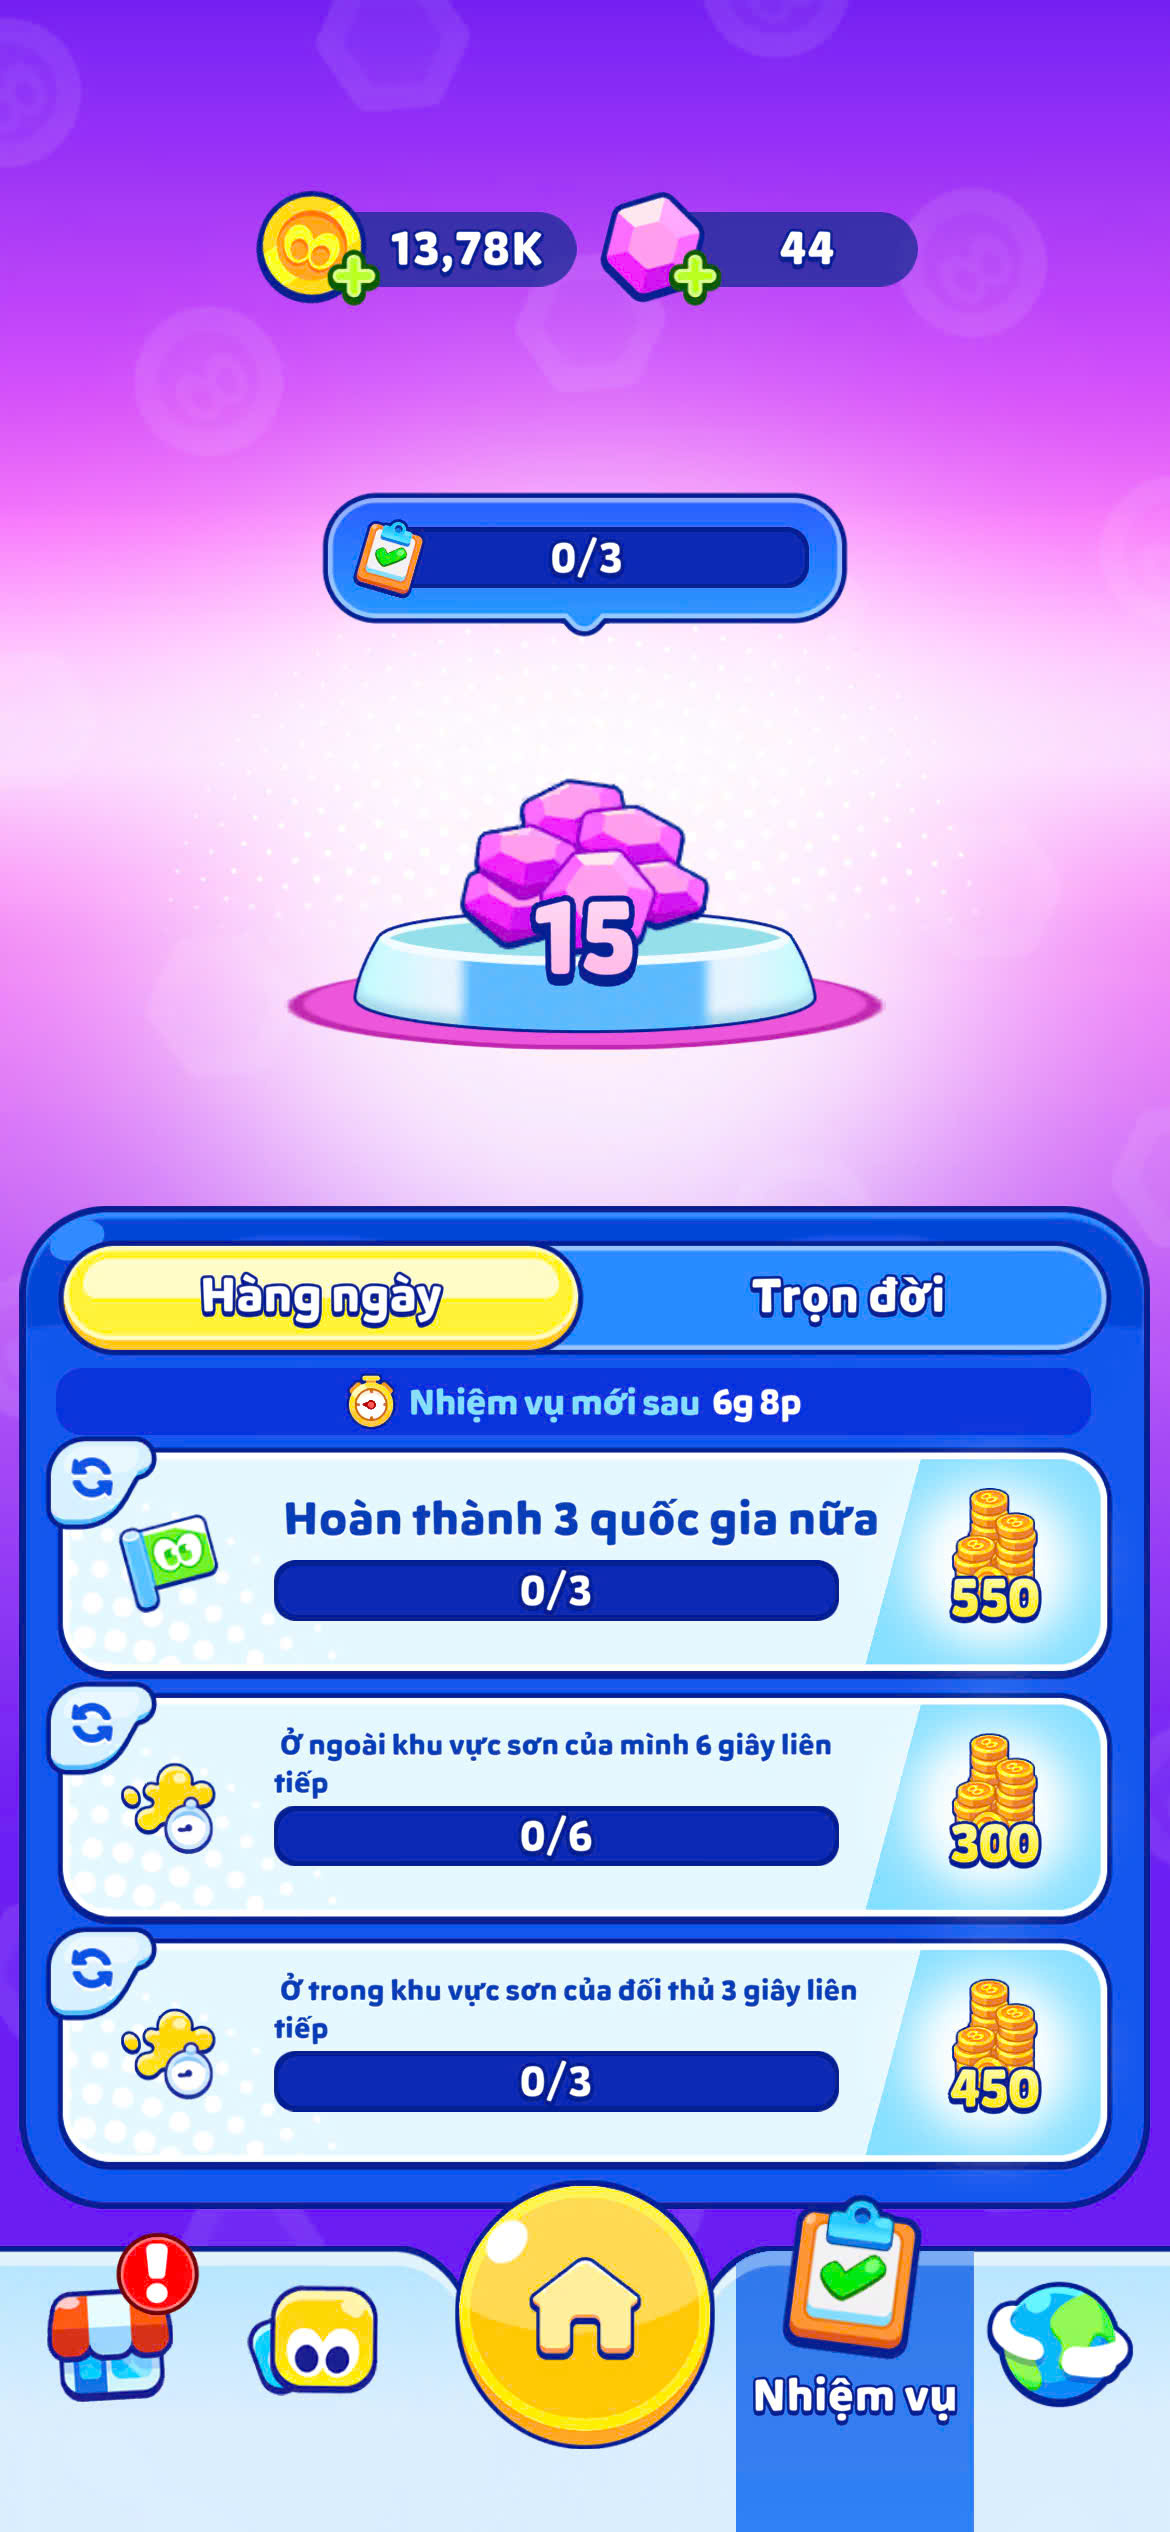 13,78K
44
0/3
15
Hàng ngày
Trọn đời
Nhiệm vụ mới sau 6g 8p
Hoàn thành 3 quốc gia nữa
0/3
550
Ở ngoài khu vực sơn của mình 6 giây liên
tiếp
0/6
300
Ở trong khu vực sơn của đối thủ 3 giây liên
tiếp
0/3
450
!
Nhiệm vụ